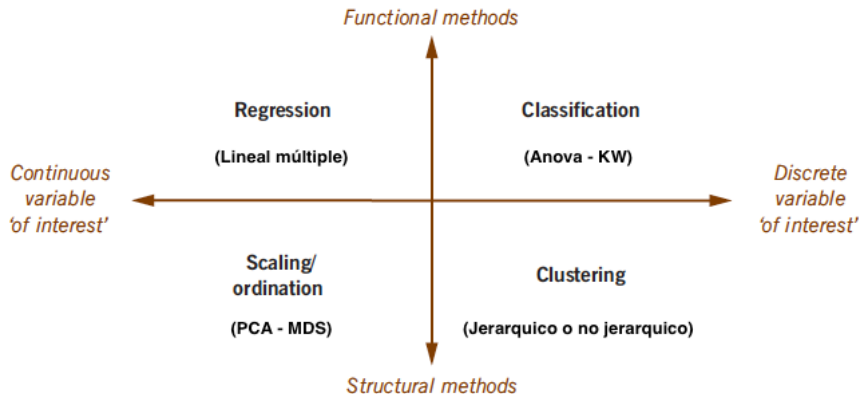 Functional methods
Regression
Classification
(Lineal múltiple)
(Anova - KW)
Continuous
variable
'of interest'
Discrete
variable
'of interest'
Scaling/
ordination
Clustering
(PCA - MDS)
(Jerarquico o no jerarquico)
Structural methods